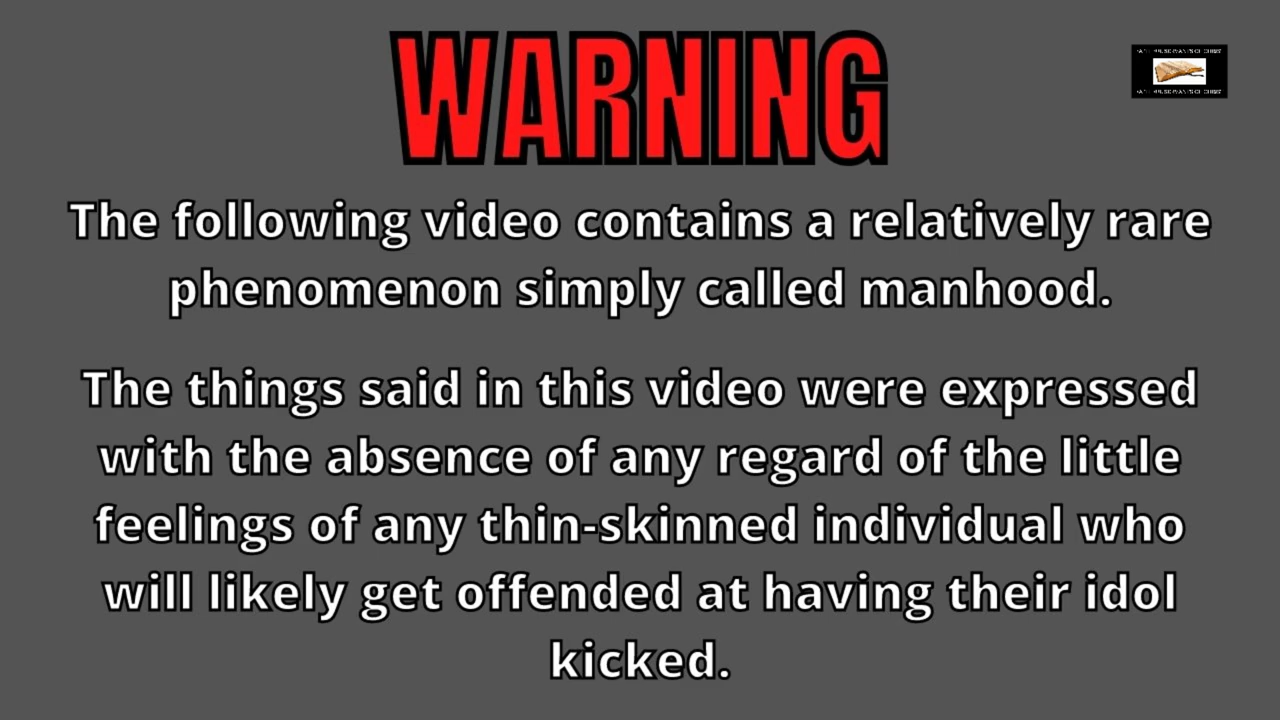 WARNING
The following video contains a relatively rare
phenomenon simply called manhood.
The things said in this video were expressed
with the absence of any regard of the little
feelings of any thin-skinned individual who
will likely get offended at having their idol
kicked.